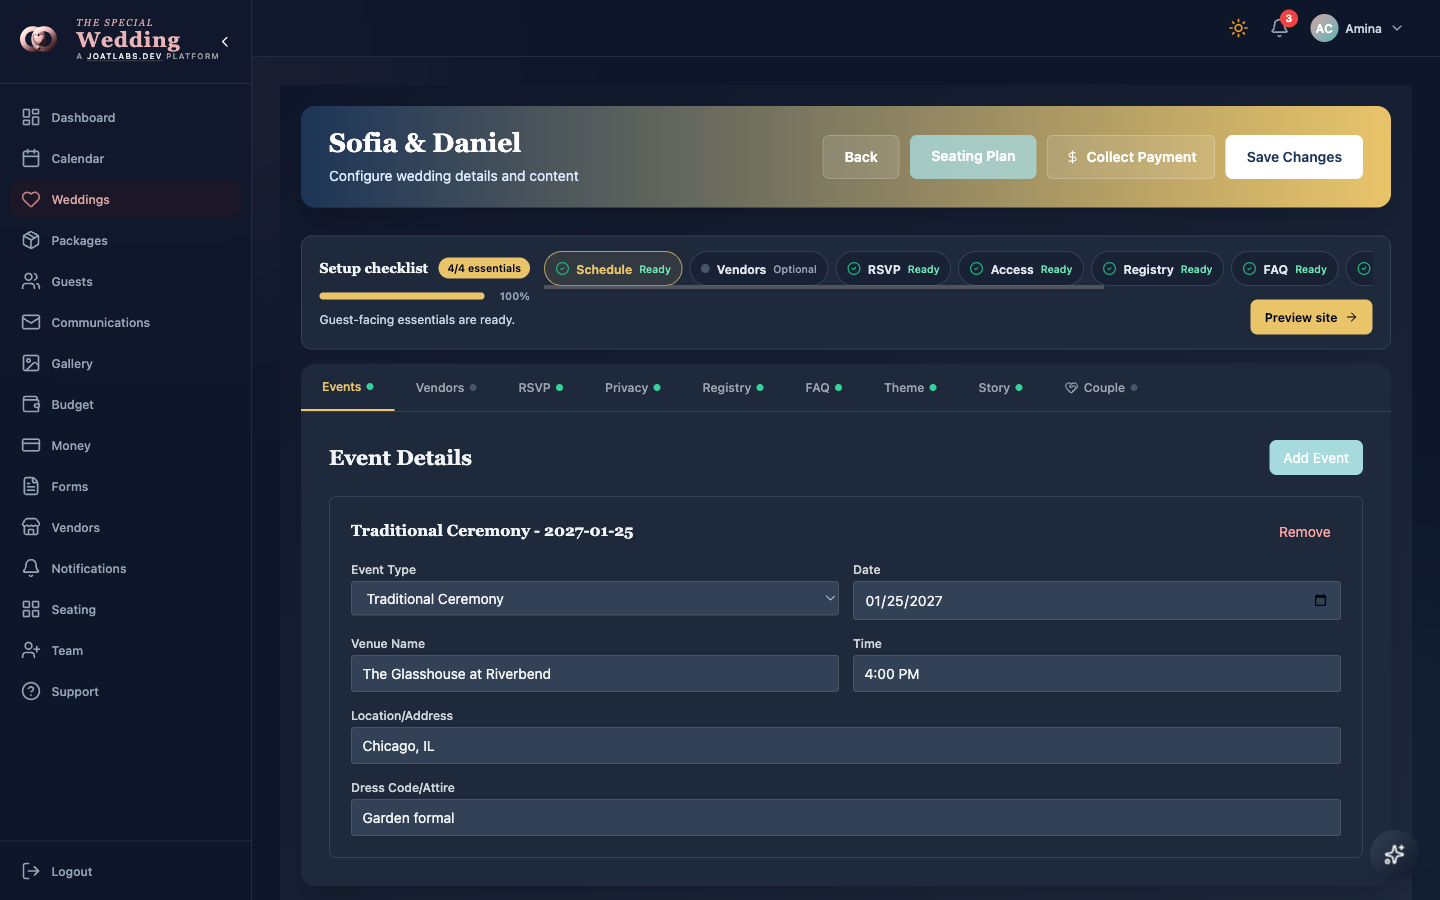 THE SPECIAL
Wedding
A JOATLABS.DEV PLATFORM
3
AC
Amina
Dashboard
Calendar
Weddings
Packages
Guests
Communications
Gallery
Budget
Money
Forms
Vendors
Notifications
Seating
Team
Support
Logout
Sofia & Daniel
Configure wedding details and content
Back
Seating Plan
$ Collect Payment
Save Changes
Setup checklist
4/4 essentials
100%
Guest-facing essentials are ready.
Schedule Ready
Vendors Optional
RSVP Ready
Access Ready
Registry Ready
FAQ Ready
Preview site →
Events
Vendors
RSVP
Privacy
Registry
FAQ
Theme
Story
Couple
Event Details
Add Event
Traditional Ceremony - 2027-01-25
Remove
Event Type
Traditional Ceremony
Date
01/25/2027
Venue Name
The Glasshouse at Riverbend
Time
4:00 PM
Location/Address
Chicago, IL
Dress Code/Attire
Garden formal